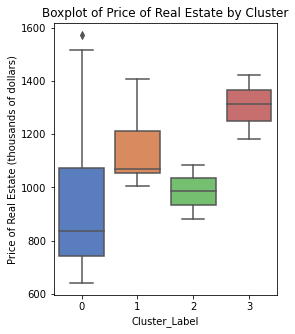 Boxplot of Price of Real Estate by Cluster
1600
1400
1200
1000
800
600
Price of Real Estate (thousands of dollars)
0 1 2 3
Cluster_Label